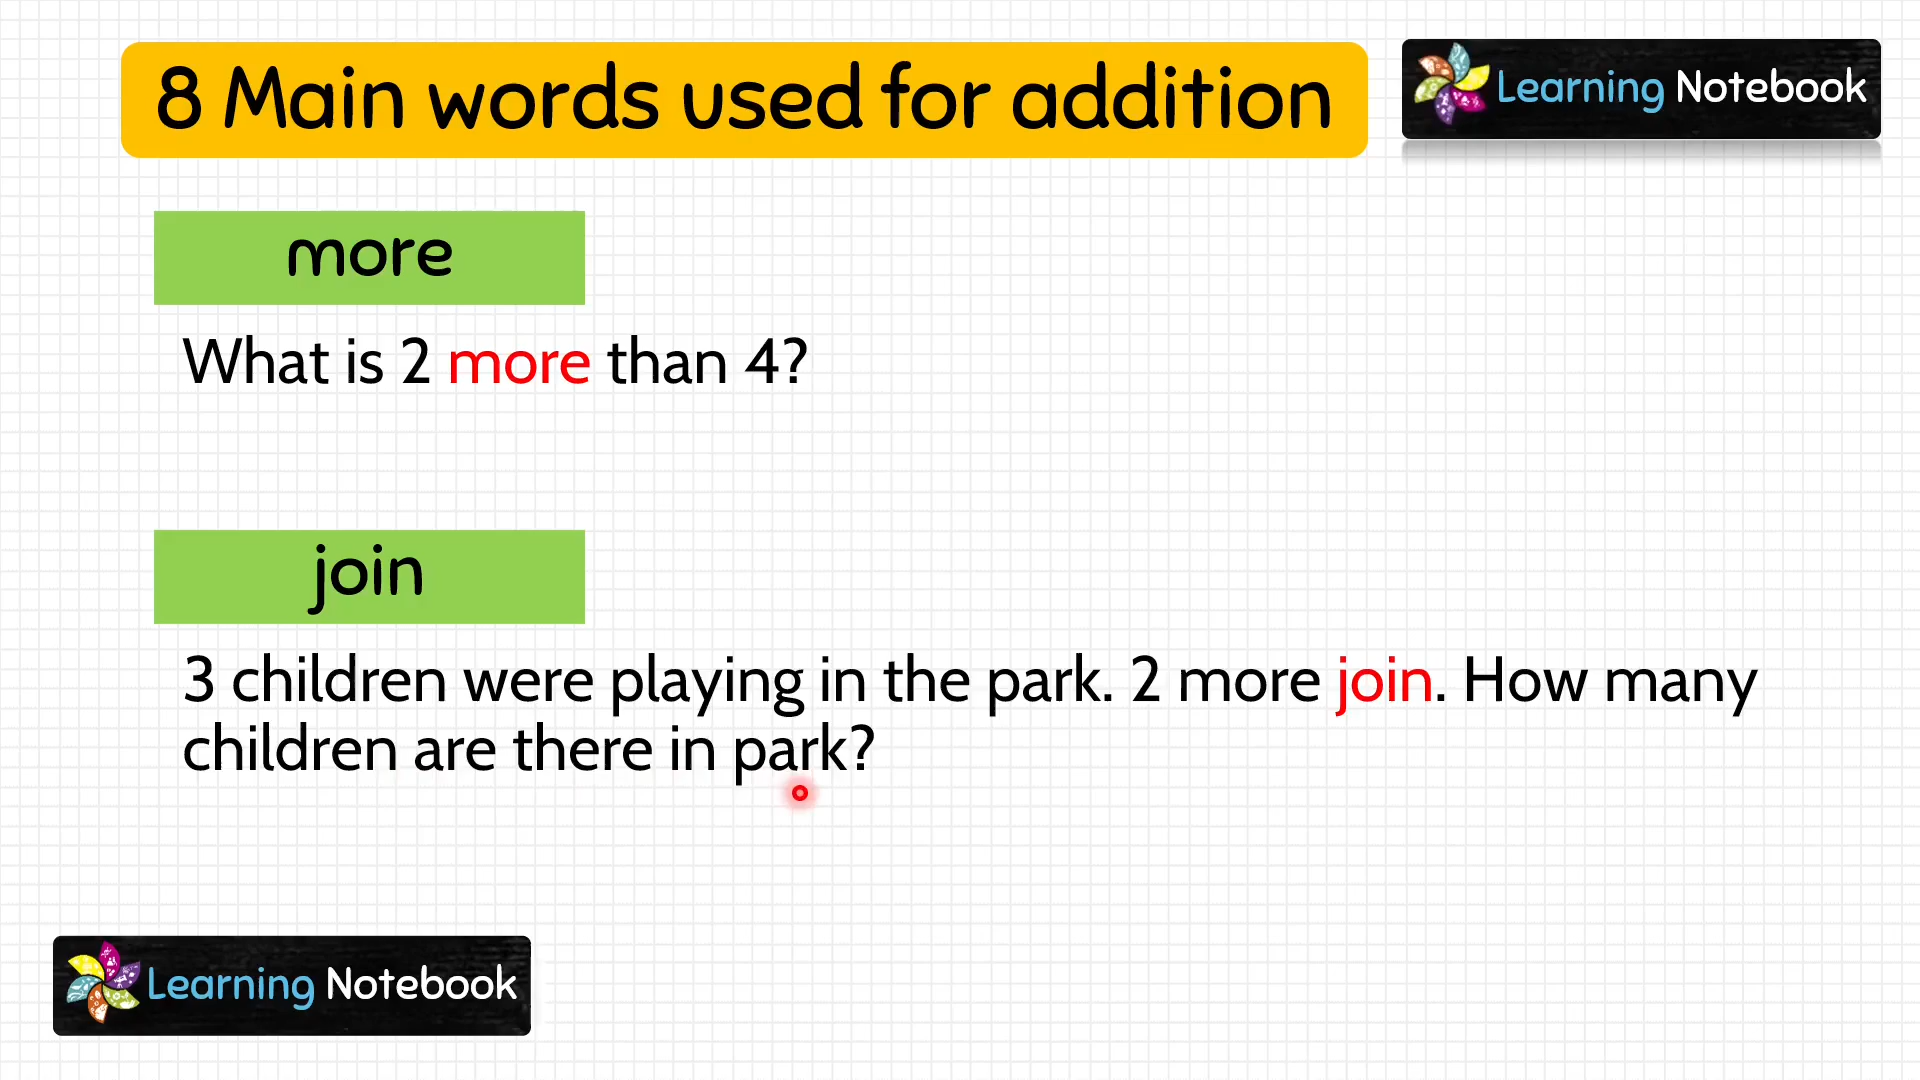 8 Main words used for addition
Learning Notebook
more
What is 2 more than 4?
join
3 children were playing in the park. 2 more join. How many
children are there in park?
Learning Notebook